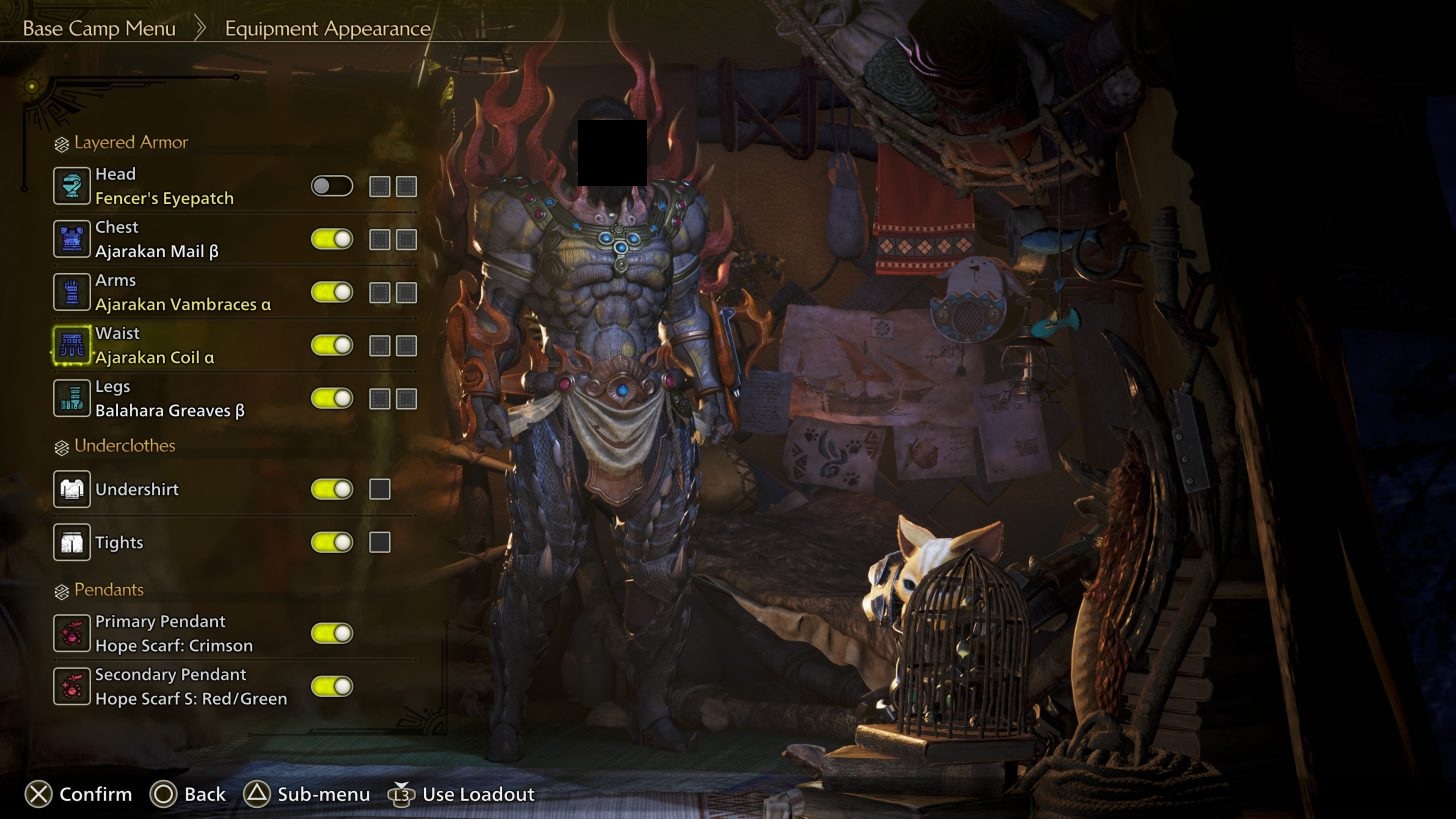 Base Camp Menu
Equipment Appearance
Layered Armor
Head
Fencer's Eyepatch
Chest
Ajarakan Mail β
Arms
Ajarakan Vambraces α
Waist
Ajarakan Coil α
Legs
Balahara Greaves β
Underclothes
Undershirt
Tights
Pendants
Primary Pendant
Hope Scarf: Crimson
Secondary Pendant
Hope Scarf S: Red/Green
Confirm Back Sub-menu L3 Use Loadout